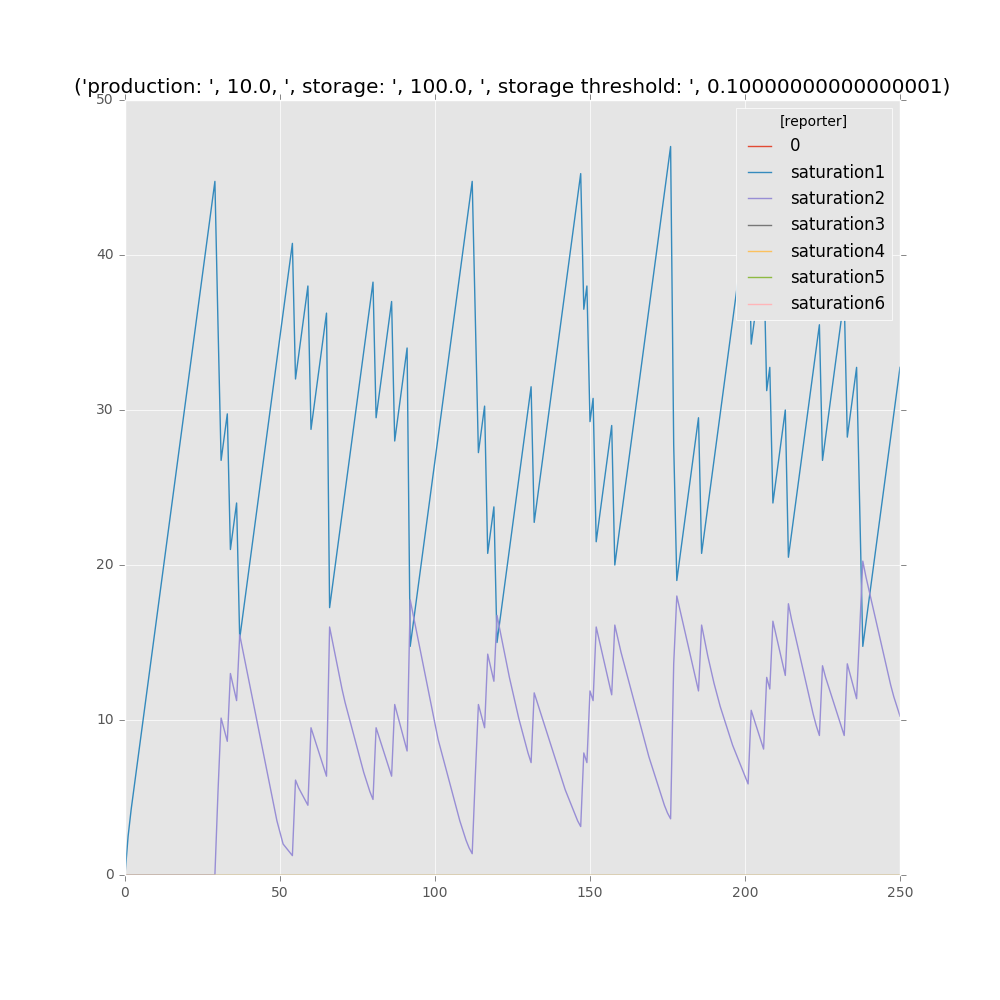 ('production: ', 10.0, ', storage: ', 100.0, ', storage threshold: ', 0.10000000000000001)
50
40
30
20
10
0
[reporter]
0
saturation1
saturation2
saturation3
saturation4
saturation5
saturation6
0 50 100 150 200 250